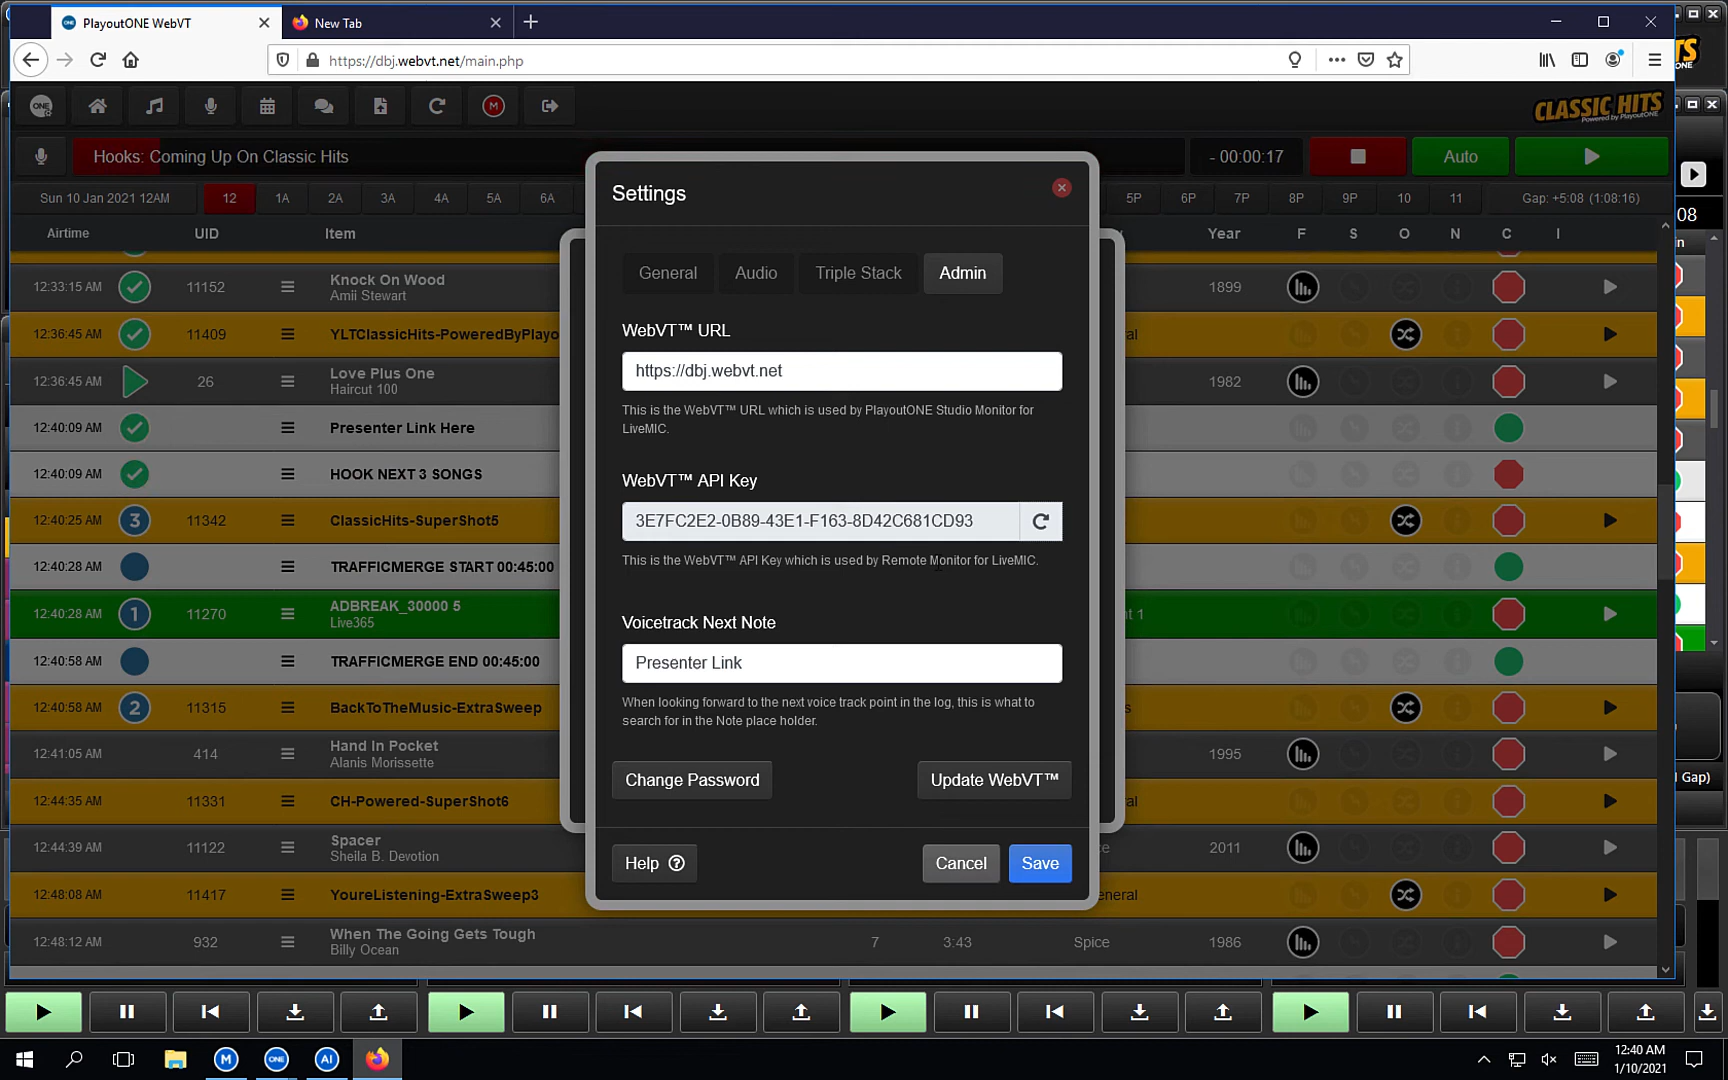 PlayoutONE WebVT
New Tab
https://dbj.webvt.net/main.php
ONE
M
CLASSIC HITS
Powered by PlayoutONE
Hooks: Coming Up On Classic Hits
- 00:00:17
Auto
Sun 10 Jan 2021 12AM
12 1A 2A 3A 4A 5A 6A 5P 6P 7P 8P 9P 10 11
Gap: +5:08 (1:08:16)
08
Airtime UID Item Year F S O N C I
12:33:15 AM 11152 Knock On Wood 1899
Amii Stewart
12:36:45 AM 11409 YLTClassicHits-PoweredByPlayo
12:36:45 AM 26 Love Plus One 1982
Haircut 100
12:40:09 AM Presenter Link Here
12:40:09 AM HOOK NEXT 3 SONGS
12:40:25 AM 3 11342 ClassicHits-SuperShot5
12:40:28 AM TRAFFICMERGE START 00:45:00
12:40:28 AM 1 11270 ADBREAK_30000 5 nt 1
Live365
12:40:58 AM TRAFFICMERGE END 00:45:00
12:40:58 AM 2 11315 BackToTheMusic-ExtraSweep
12:41:05 AM 414 Hand In Pocket 1995
Alanis Morissette
12:44:35 AM 11331 CH-Powered-SuperShot6
12:44:39 AM 11122 Spacer 2011
Sheila B. Devotion
12:48:08 AM 11417 YoureListening-ExtraSweep3 eneral
12:48:12 AM 932 When The Going Gets Tough 7 3:43 Spice 1986
Billy Ocean
Settings
General Audio Triple Stack Admin
WebVT™ URL
https://dbj.webvt.net
This is the WebVT™ URL which is used by PlayoutONE Studio Monitor for
LiveMIC.
WebVT™ API Key
3E7FC2E2-0B89-43E1-F163-8D42C681CD93
This is the WebVT™ API Key which is used by Remote Monitor for LiveMIC.
Voicetrack Next Note
Presenter Link
When looking forward to the next voice track point in the log, this is what to
search for in the Note place holder.
Change Password
Update WebVT™
Help
Cancel
Save
Gap)
M
ONE
AI
12:40 AM
1/10/2021